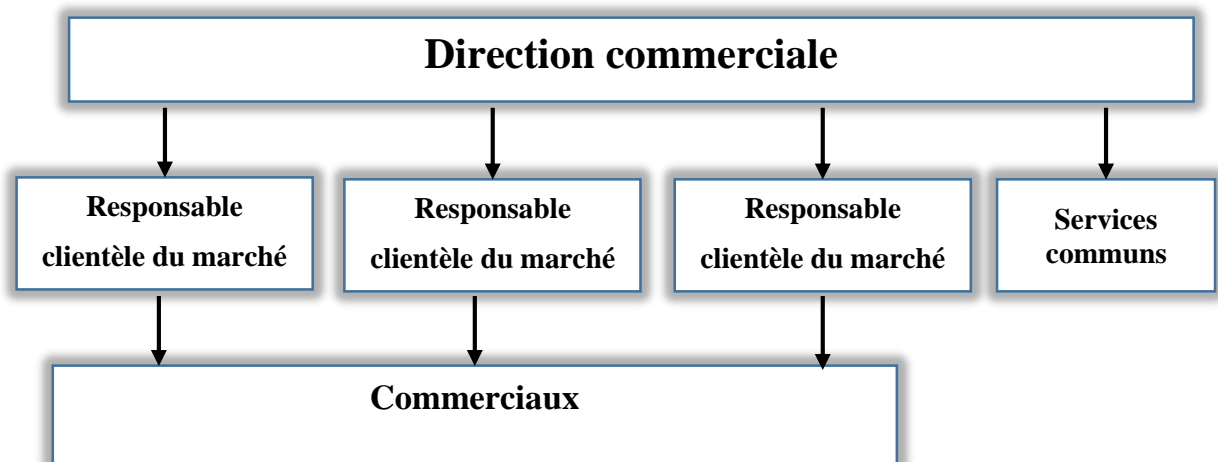 Direction commerciale
Responsable
clientèle du marché
Responsable
clientèle du marché
Responsable
clientèle du marché
Services
communs
Commerciaux